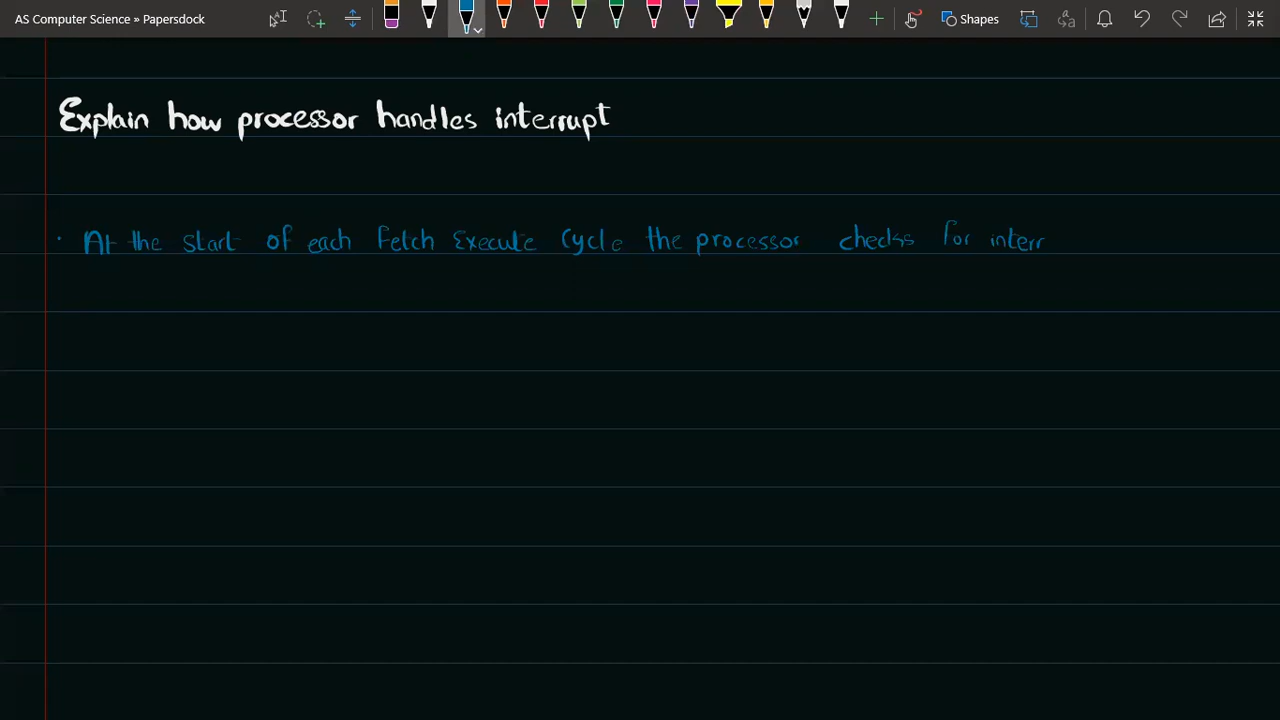 AS Computer Science » Papersdock
Shapes
Explain how processor handles interrupt
· At the start of each Fetch Execute Cycle the processor checks for interr